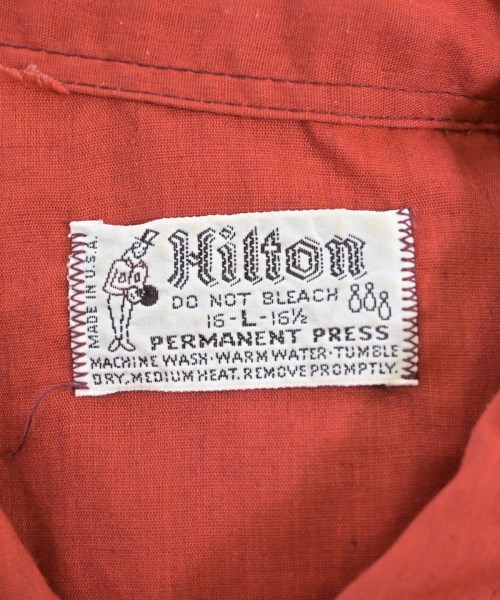 MADE IN U.S.A.
Hilton
DO NOT BLEACH
16-L-16½
PERMANENT PRESS
MACHINE WASH·WARM WATER·TUMBLE
DRY, MEDIUM HEAT. REMOVE PROMPTLY.